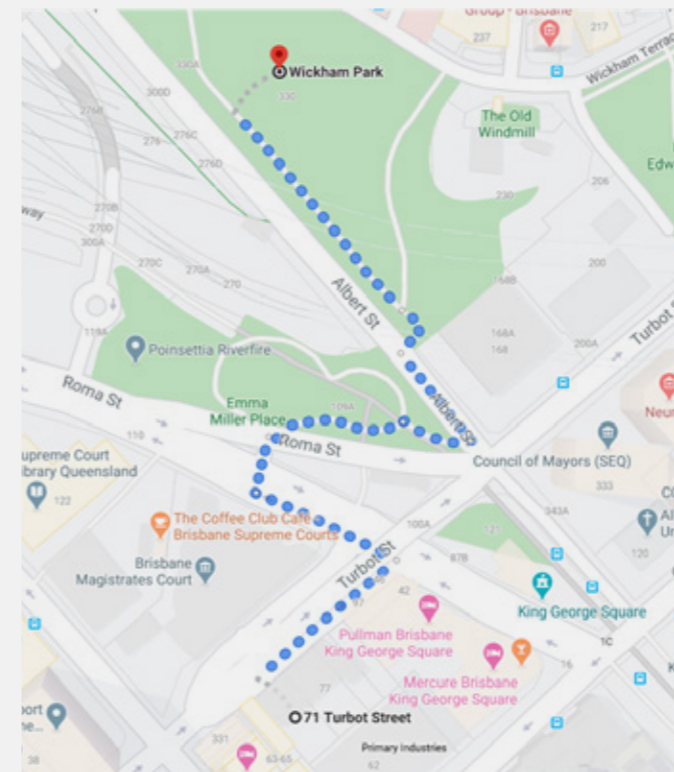 Group - Brisbane
237
217
Wickham Terrace
330A
Wickham Park
300D
330
The Old
Windmill
276B
276
276C
276D
206
230
270B
270D
300A
270C
270A
270
200
168B
Albert St
119A
168A
168
200A
Turbot
Poinsettia Riverfire
Roma St
Emma
Miller Place
109A
Albert St
110
Roma St
Council of Mayors (SEQ)
upreme Court
ibrary Queensland
122
333
The Coffee Club Cafe
Brisbane Supreme Courts
100A
121
343A
120
Brisbane
Magistrates Court
Turbot St
87B
97
42
King George Square
Pullman Brisbane
King George Square
1C
16
Mercure Brisbane
King George Square
77
71 Turbot Street
331
Primary Industries
38
63-65
62